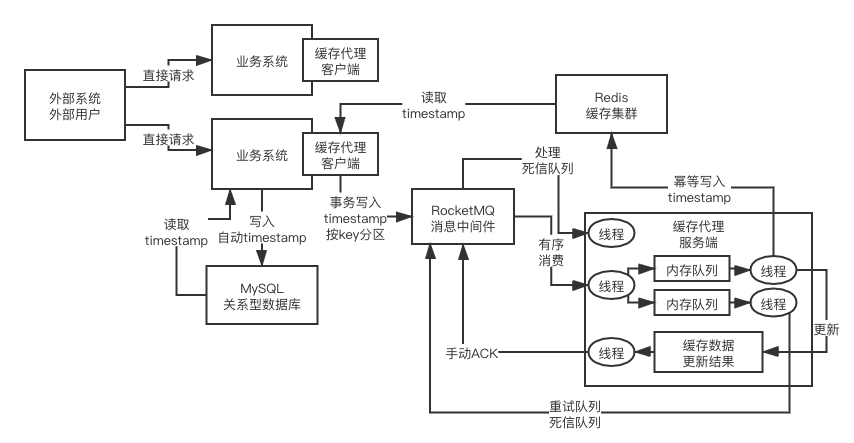 业务系统
缓存代理
客户端
直接请求
外部系统
外部用户
直接请求
业务系统
缓存代理
客户端
读取
timestamp
Redis
缓存集群
处理
死信队列
幂等写入
timestamp
读取
timestamp
写入
自动timestamp
事务写入
timestamp
按key分区
RocketMQ
消息中间件
有序
消费
缓存代理
服务端
线程
线程
内存队列
线程
内存队列
线程
MySQL
关系型数据库
更新
手动ACK
线程
缓存数据
更新结果
重试队列
死信队列